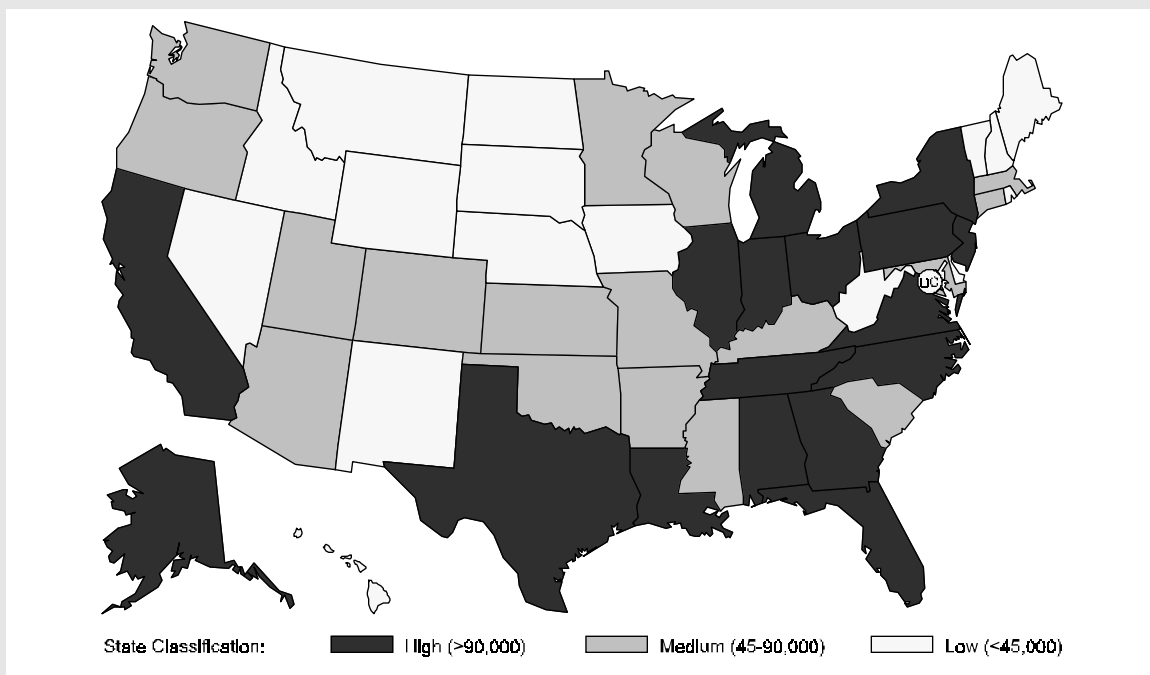 DC
State Classification: High (>90,000) Medium (45-90,000) Low (<45,000)